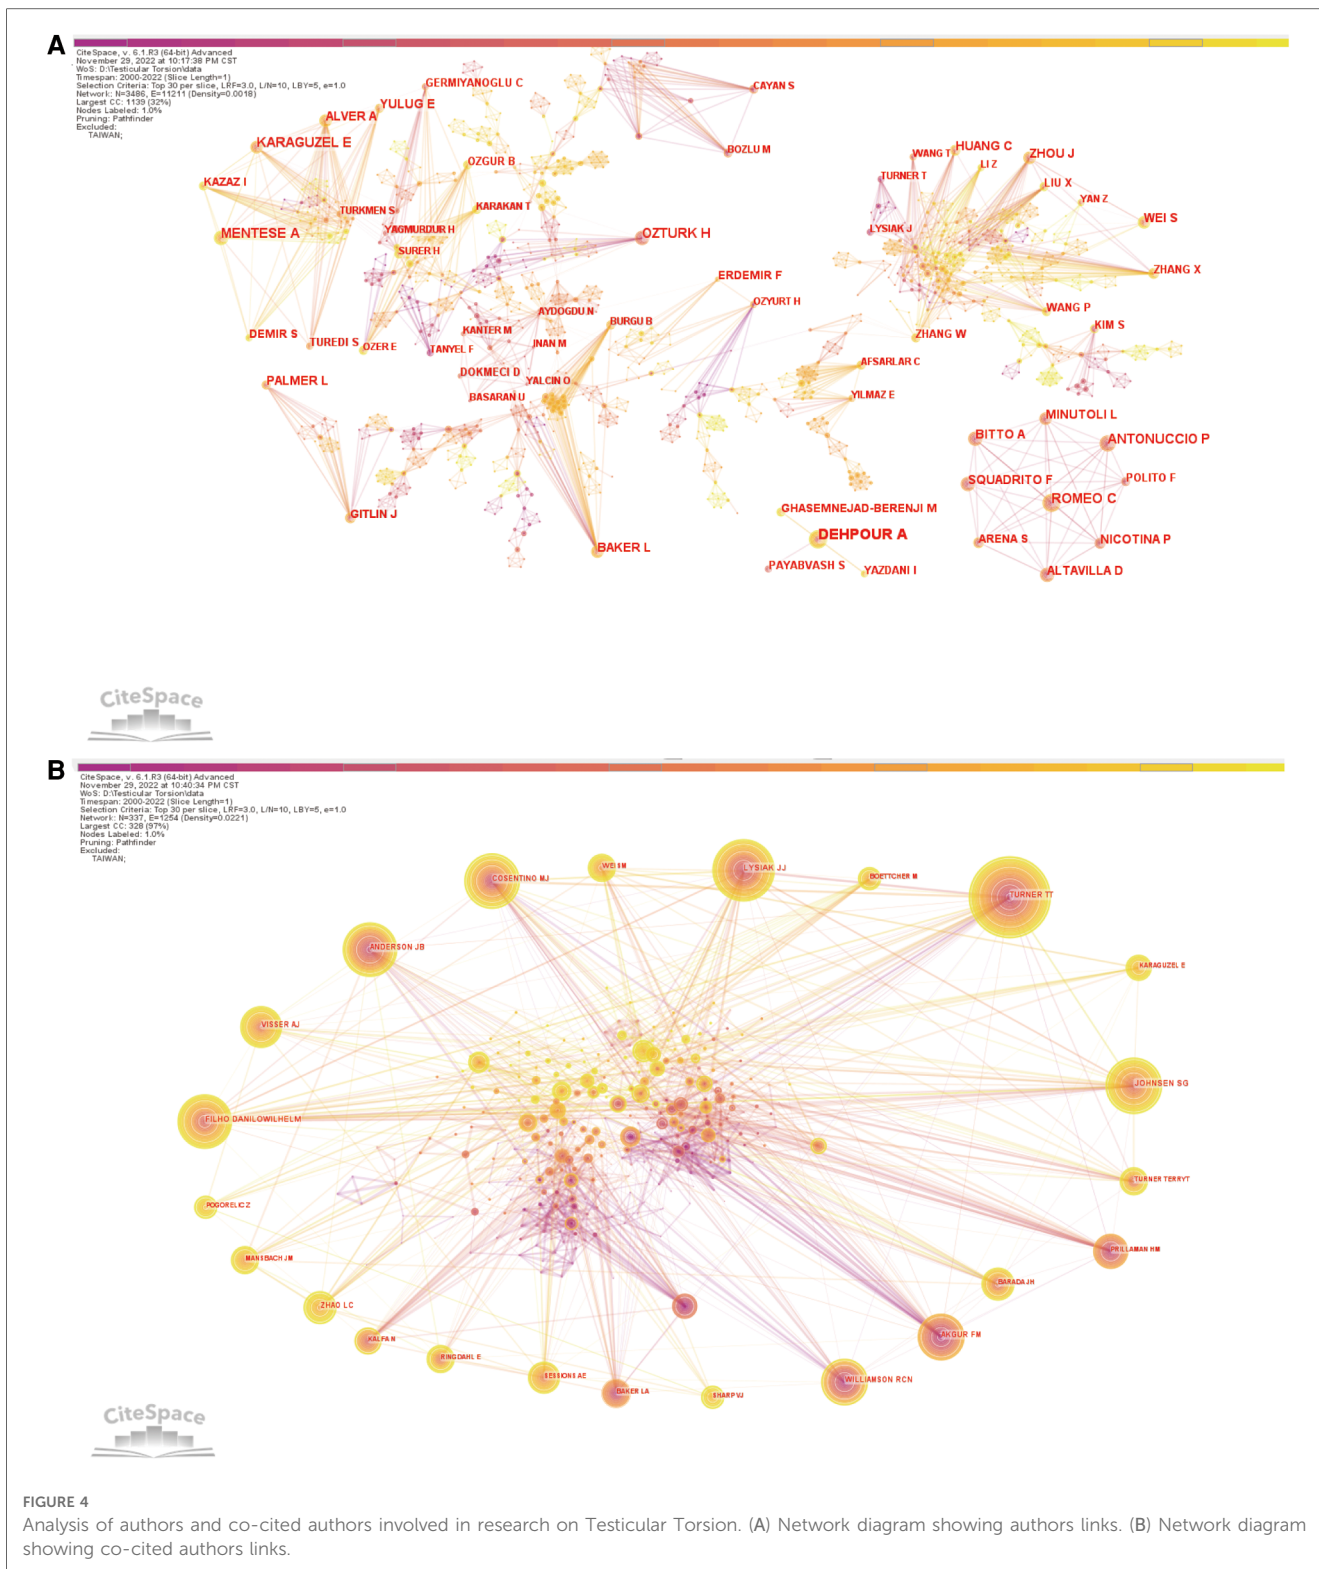 A
CiteSpace, v. 6.1.R3 (64-bit) Advanced
November 29, 2022 at 10:17:38 PM CST
WoS: D:\Testicular Torsion\data
Timespan: 2000-2022 (Slice Length=1)
Selection Criteria: Top 30 per slice, LRF=3.0, L/N=10, LBY=5, e=1.0
Network: N=3486, E=11211 (Density=0.0018)
Largest CC: 1139 (32%)
Nodes Labeled: 1.0%
Pruning: Pathfinder
Excluded:
TAIWAN;
GERMIYANOGLU C
CAYAN S
YULUG E
ALVER A
KARAGUZEL E
BOZLU M
OZGUR B
KAZAZ I
KARAKAN T
TURKMEN S
YAGMURDUR H
MENTESE A
SURER H
OZTURK H
WANG T
HUANG C
ZHOU J
LI Z
TURNER T
LIU X
YAN Z
WEI S
LYSIAK J
ZHANG X
ERDEMIR F
OZYURT H
AYDOGDU N
BURGU B
WANG P
KIM S
ZHANG W
DEMIR S
TUREDI S
OZER E
TANYEL F
KANTER M
INAN M
DOKMECI D
YALCIN O
BASARAN U
AFSARLAR C
YILMAZ E
PALMER L
GITLIN J
BAKER L
MINUTOLI L
BITTO A
ANTONUCCIO P
SQUADRITO F
POLITO F
ROMEO C
ARENA S
NICOTINA P
ALTAVILLA D
GHASEMNEJAD-BERENJI M
DEHPOUR A
PAYABVASH S
YAZDANI I
CiteSpace
B
CiteSpace, v. 6.1.R3 (64-bit) Advanced
November 29, 2022 at 10:40:34 PM CST
WoS: D:\Testicular Torsion\data
Timespan: 2000-2022 (Slice Length=1)
Selection Criteria: Top 30 per slice, LRF=3.0, L/N=10, LBY=5, e=1.0
Network: N=337, E=1254 (Density=0.0221)
Largest CC: 328 (97%)
Nodes Labeled: 1.0%
Pruning: Pathfinder
Excluded:
TAIWAN;
COSENTINO MJ
WEI SM
LYSIAK JJ
BOETTCHER M
TURNER TT
ANDERSON JB
KARAGUZEL E
VISSER AJ
JOHNSEN SG
FILHO DANILOWILHELM
TURNER TERRYT
POGORELIC Z
PRILLAMAN HM
MANSBACH JM
BARADA JH
ZHAO LC
KALFA N
AKGUR FM
RINGDAHL E
SESSIONS AE
BAKER LA
SHARP VJ
WILLIAMSON RCN
CiteSpace
FIGURE 4
Analysis of authors and co-cited authors involved in research on Testicular Torsion. (A) Network diagram showing authors links. (B) Network diagram
showing co-cited authors links.